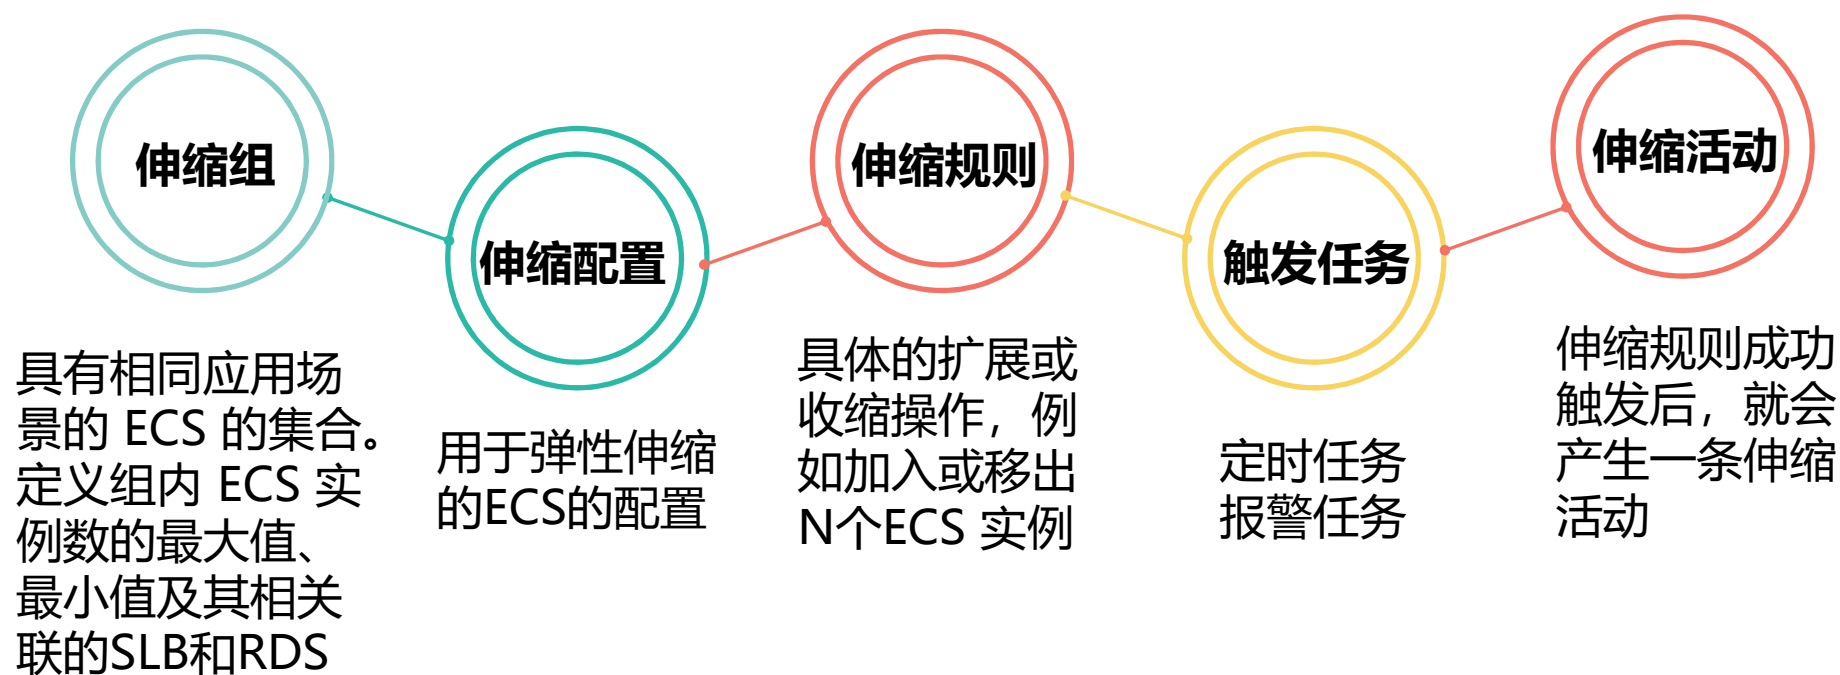 伸缩组
具有相同应用场
景的 ECS 的集合。
定义组内 ECS 实
例数的最大值、
最小值及其相关
联的SLB和RDS
伸缩配置
用于弹性伸缩
的ECS的配置
伸缩规则
具体的扩展或
收缩操作，例
如加入或移出
N个ECS 实例
触发任务
定时任务
报警任务
伸缩活动
伸缩规则成功
触发后，就会
产生一条伸缩
活动